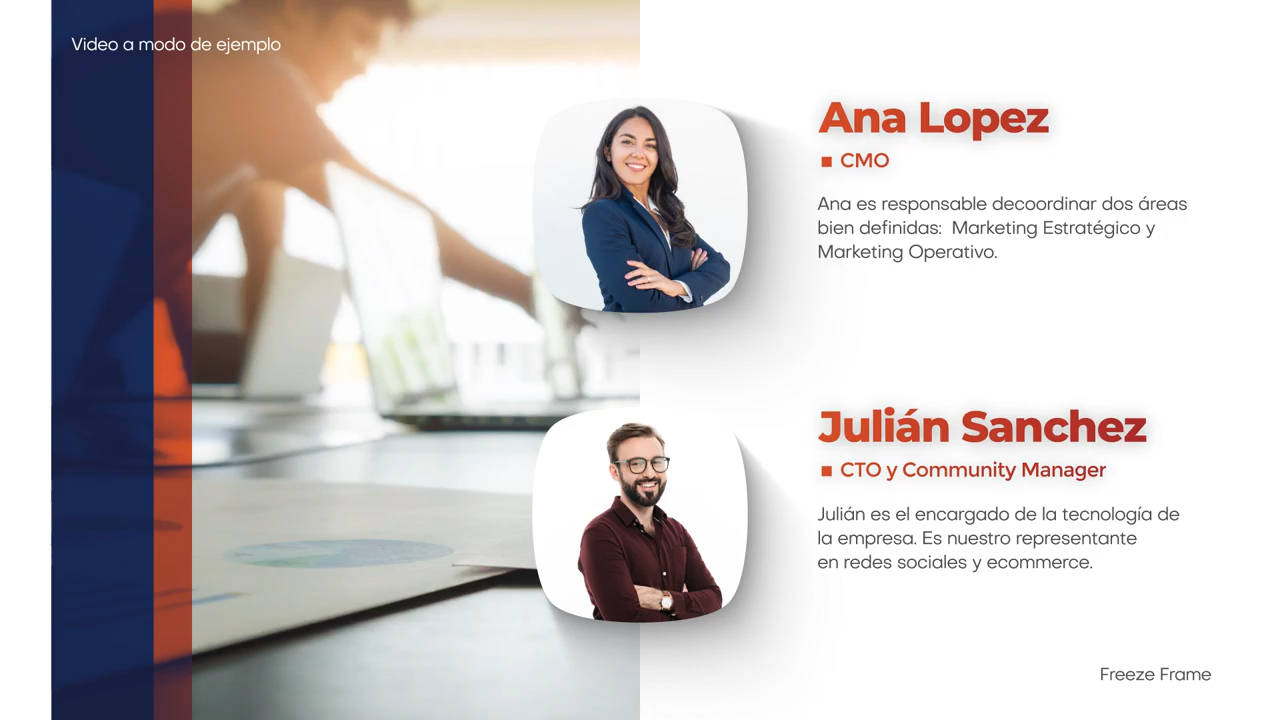 Video a modo de ejemplo
Ana Lopez
CMO
Ana es responsable decoordinar dos áreas
bien definidas:  Marketing Estratégico y
Marketing Operativo.
Julián Sanchez
CTO y Community Manager
Julián es el encargado de la tecnología de
la empresa. Es nuestro representante
en redes sociales y ecommerce.
Freeze Frame